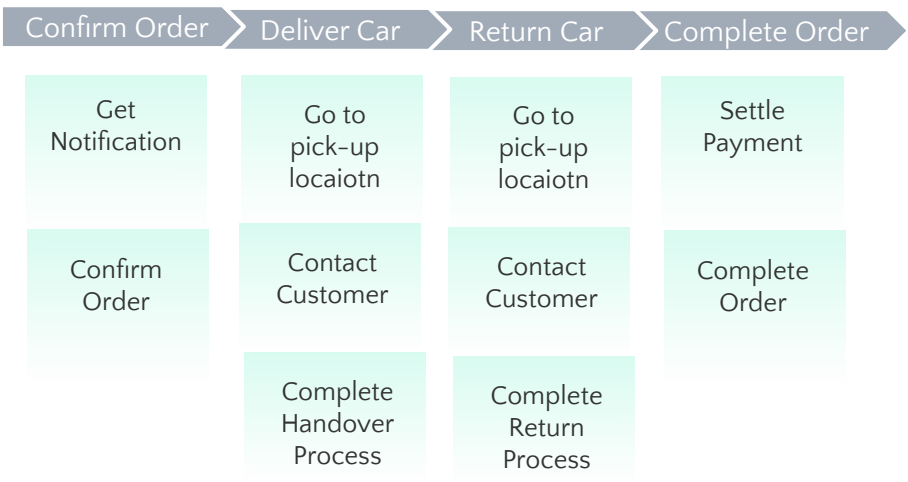 Confirm Order
Deliver Car
Return Car
Complete Order
Get
Notification
Confirm
Order
Go to
pick-up
locaiotn
Contact
Customer
Complete
Handover
Process
Go to
pick-up
locaiotn
Contact
Customer
Complete
Return
Process
Settle
Payment
Complete
Order